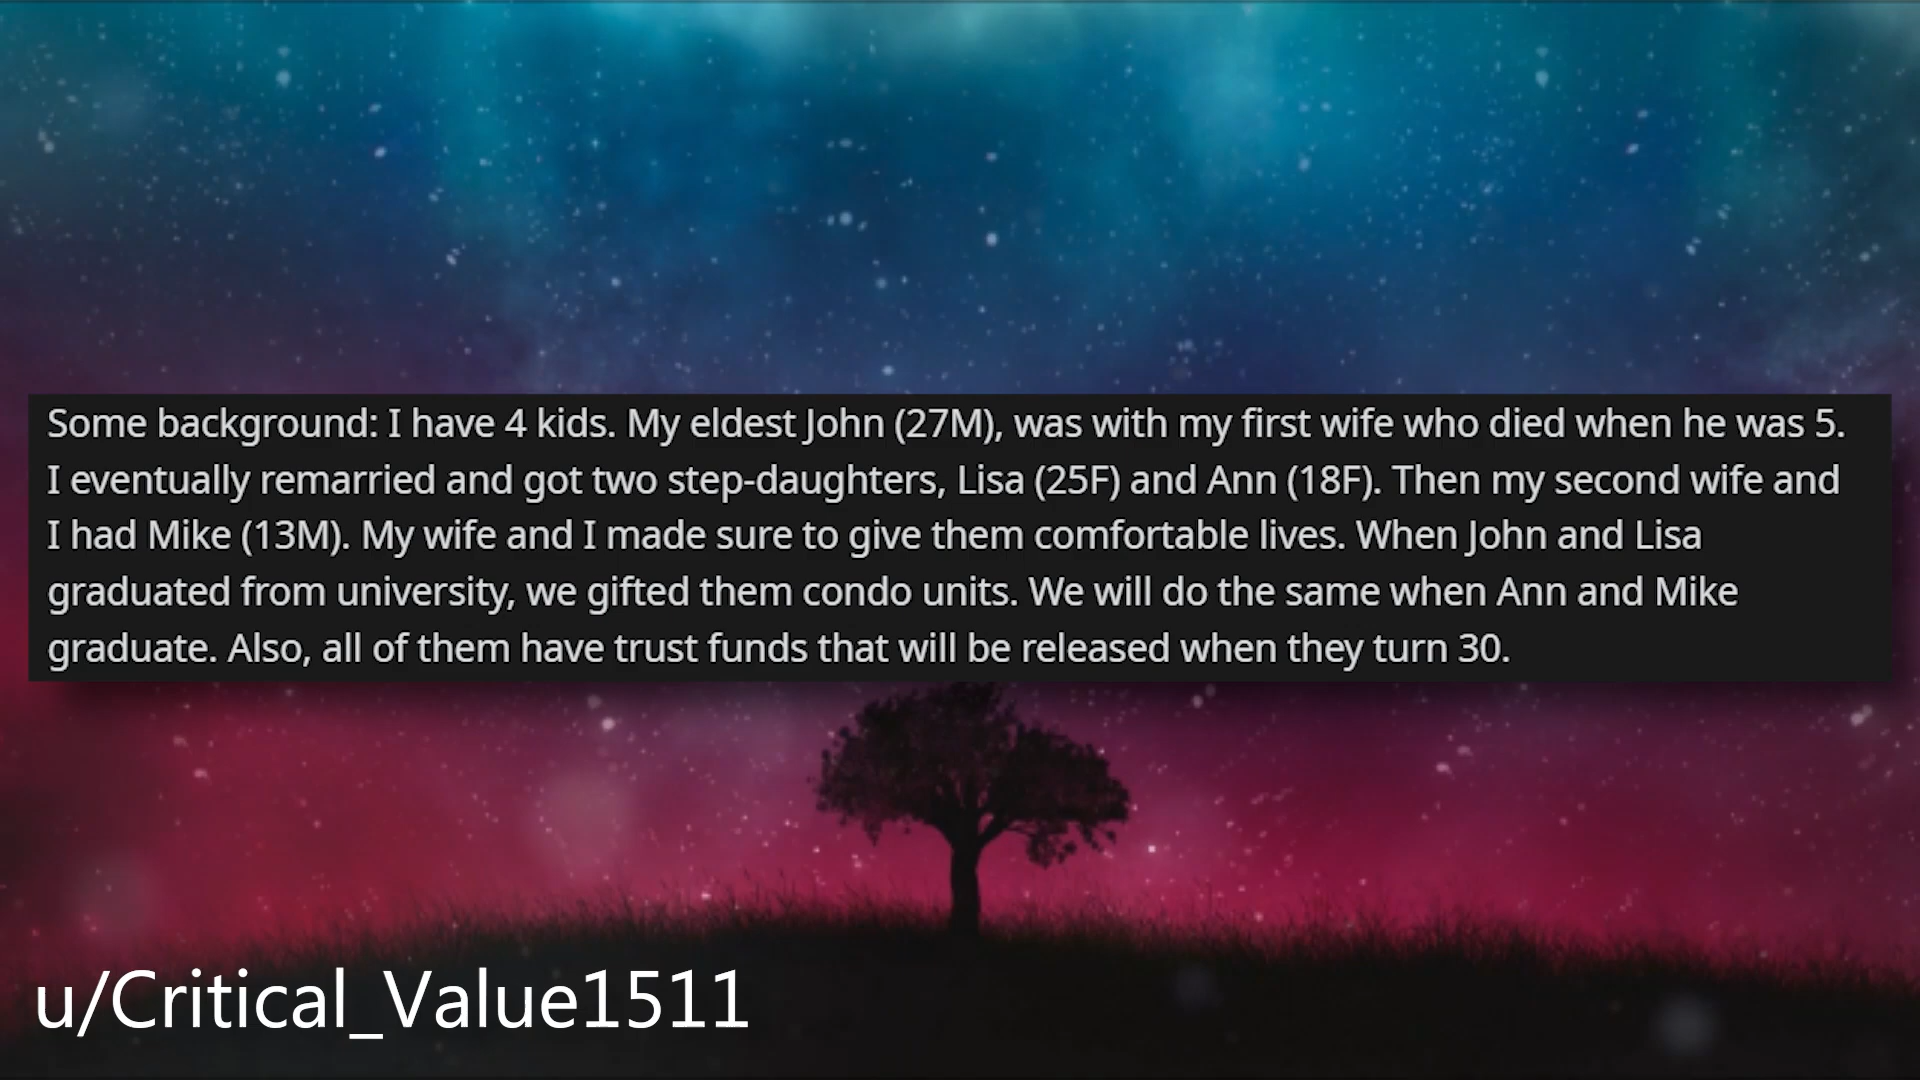 Some background: I have 4 kids. My eldest John (27M), was with my first wife who died when he was 5.
I eventually remarried and got two step-daughters, Lisa (25F) and Ann (18F). Then my second wife and
I had Mike (13M). My wife and I made sure to give them comfortable lives. When John and Lisa
graduated from university, we gifted them condo units. We will do the same when Ann and Mike
graduate. Also, all of them have trust funds that will be released when they turn 30.
u/Critical_Value1511